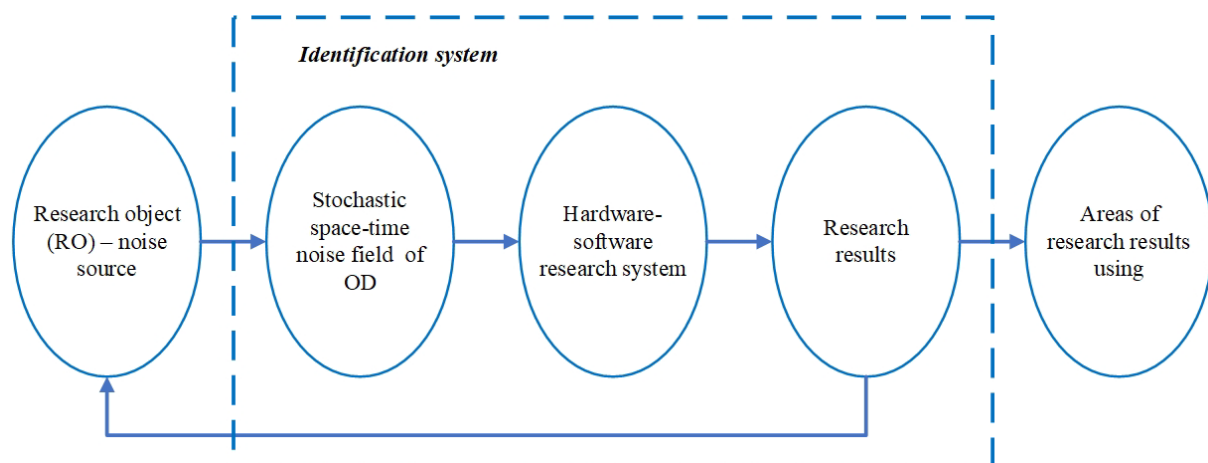 Identification system
Research object
(RO) – noise
source
Stochastic
space-time
noise field of
OD
Hardware-
software
research system
Research
results
Areas of
research results
using